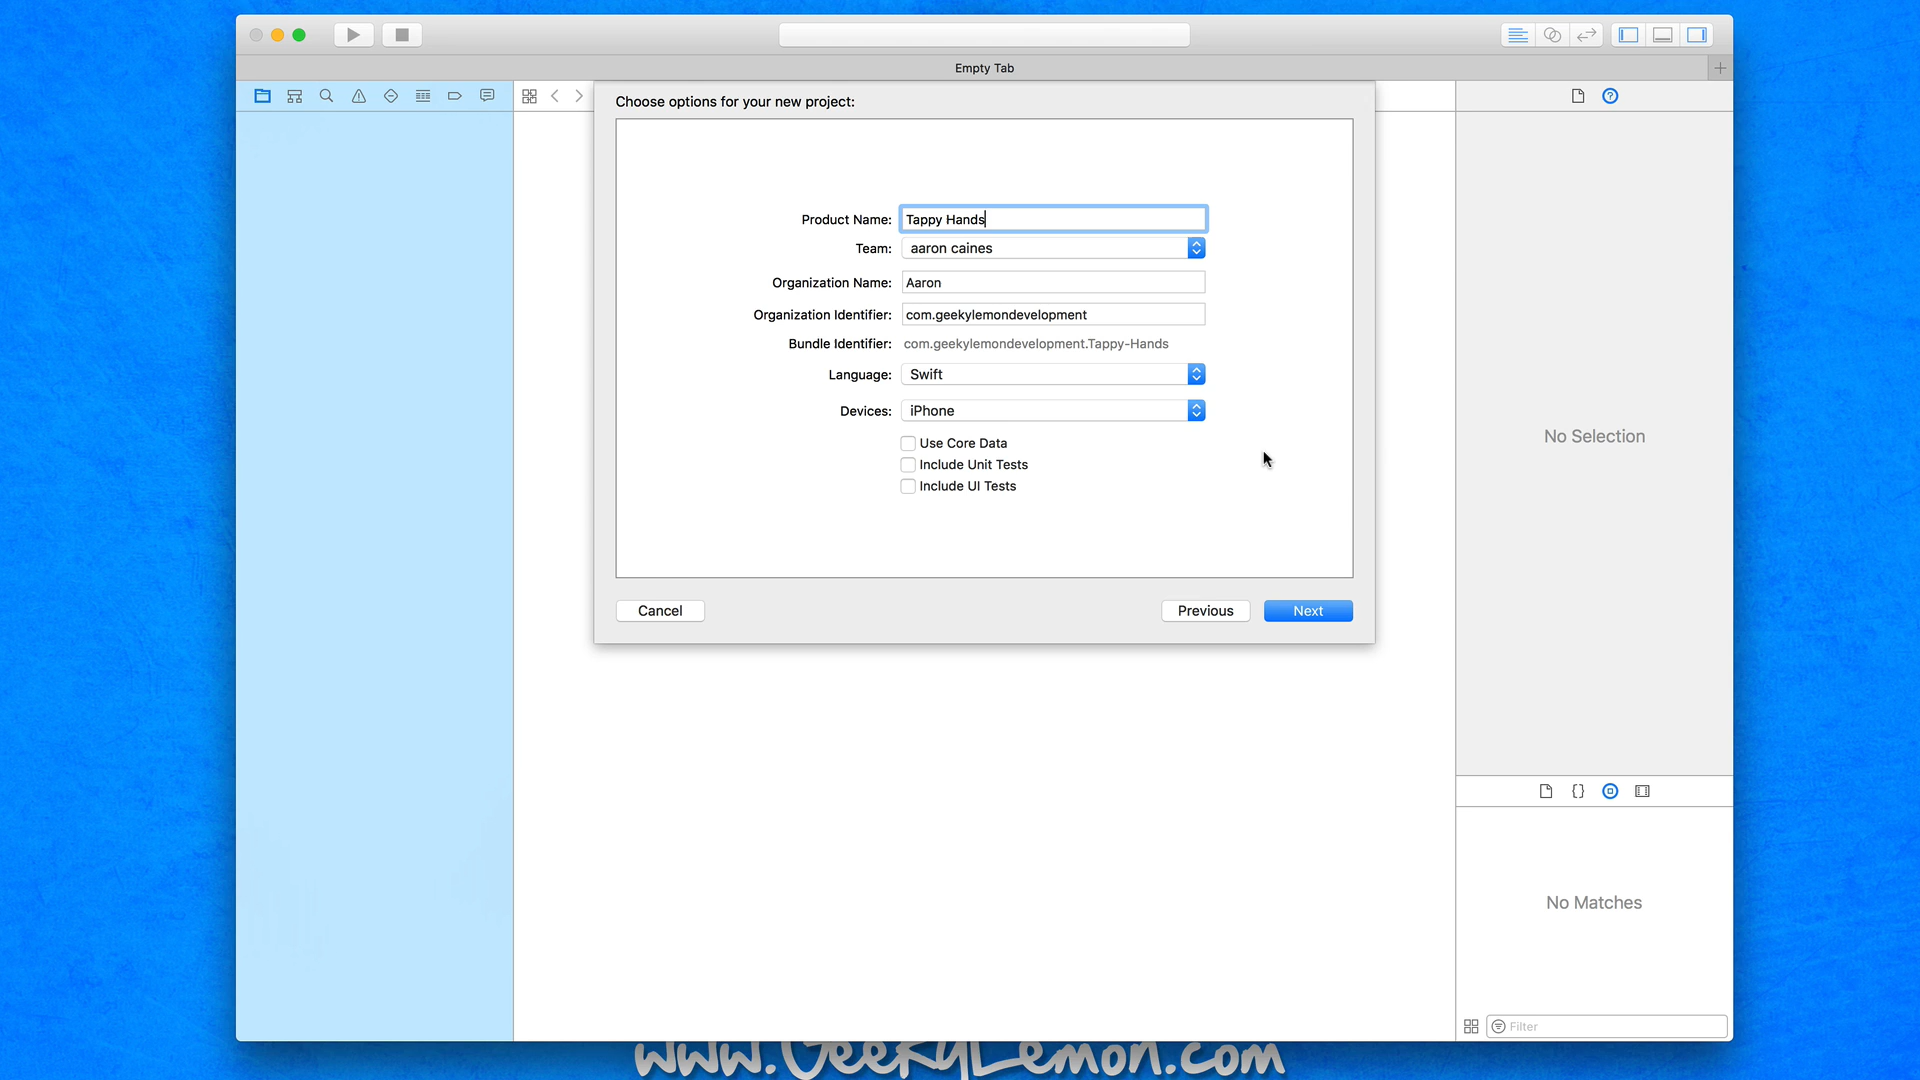 Empty Tab
Choose options for your new project:
Product Name: Tappy Hands
Team: aaron caines
Organization Name: Aaron
Organization Identifier: com.geekylemondevelopment
Bundle Identifier: com.geekylemondevelopment.Tappy-Hands
Language: Swift
Devices: iPhone
Use Core Data
Include Unit Tests
Include UI Tests
Cancel Previous Next
No Selection
No Matches
Filter
www.GeekyLemon.com